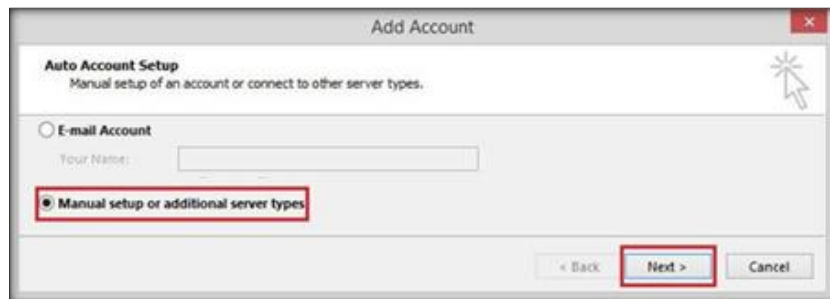 Add Account
Auto Account Setup
Manual setup of an account or connect to other server types.
E-mail Account
Your Name:
Manual setup or additional server types
< Back
Next >
Cancel